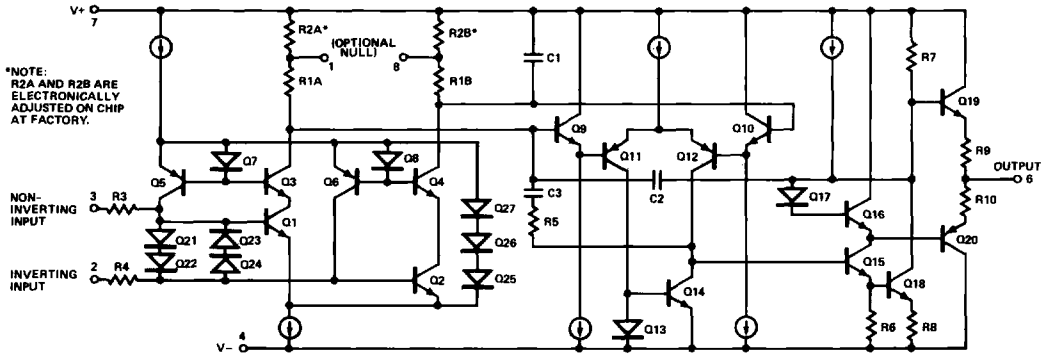 V+
7
R2A*
(OPTIONAL
NULL)
1
8
R2B*
R1A
R1B
C1
R7
*NOTE:
R2A AND R2B ARE
ELECTRONICALLY
ADJUSTED ON CHIP
AT FACTORY.
Q9
Q10
Q19
Q7
Q8
Q11
Q12
Q5
Q3
Q6
Q4
R9
OUTPUT
6
NON-
INVERTING
INPUT
3
R3
C3
C2
Q17
R10
Q27
Q1
R5
Q16
Q21
Q23
Q26
Q20
Q22
Q24
Q15
INVERTING
INPUT
2
R4
Q2
Q25
Q14
Q18
Q13
R6
R8
V-
4